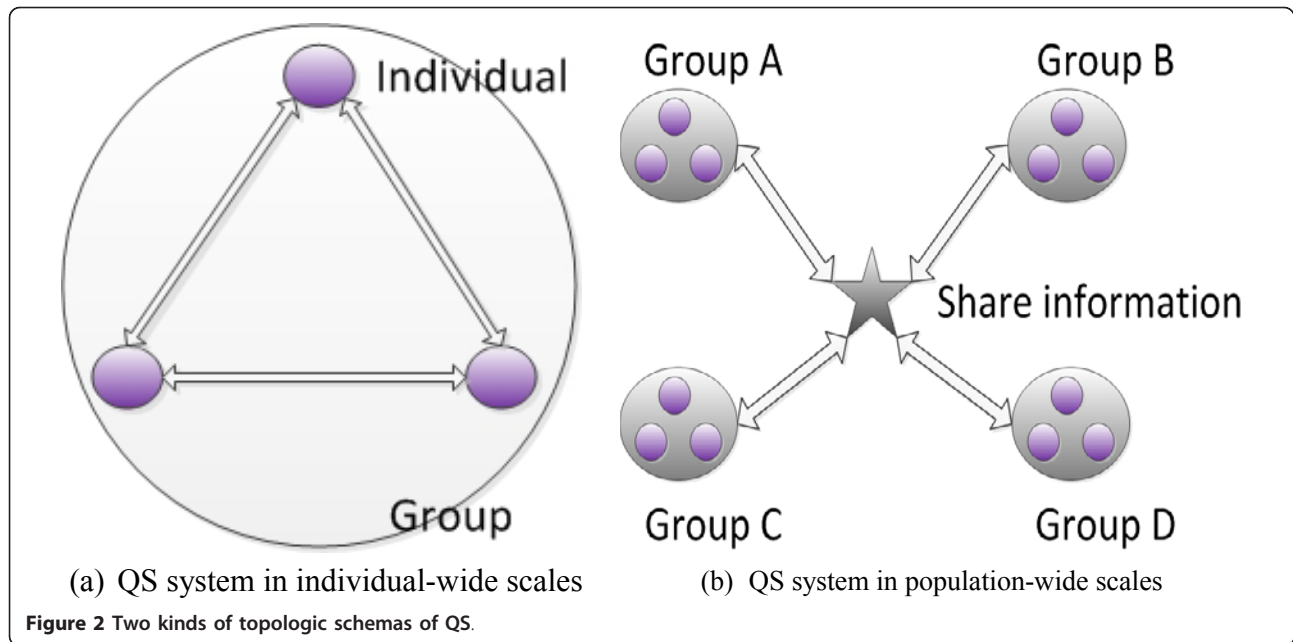 Individual
Group
(a) QS system in individual-wide scales
Group A
Group B
Share information
Group C
Group D
(b) QS system in population-wide scales
Figure 2 Two kinds of topologic schemas of QS.